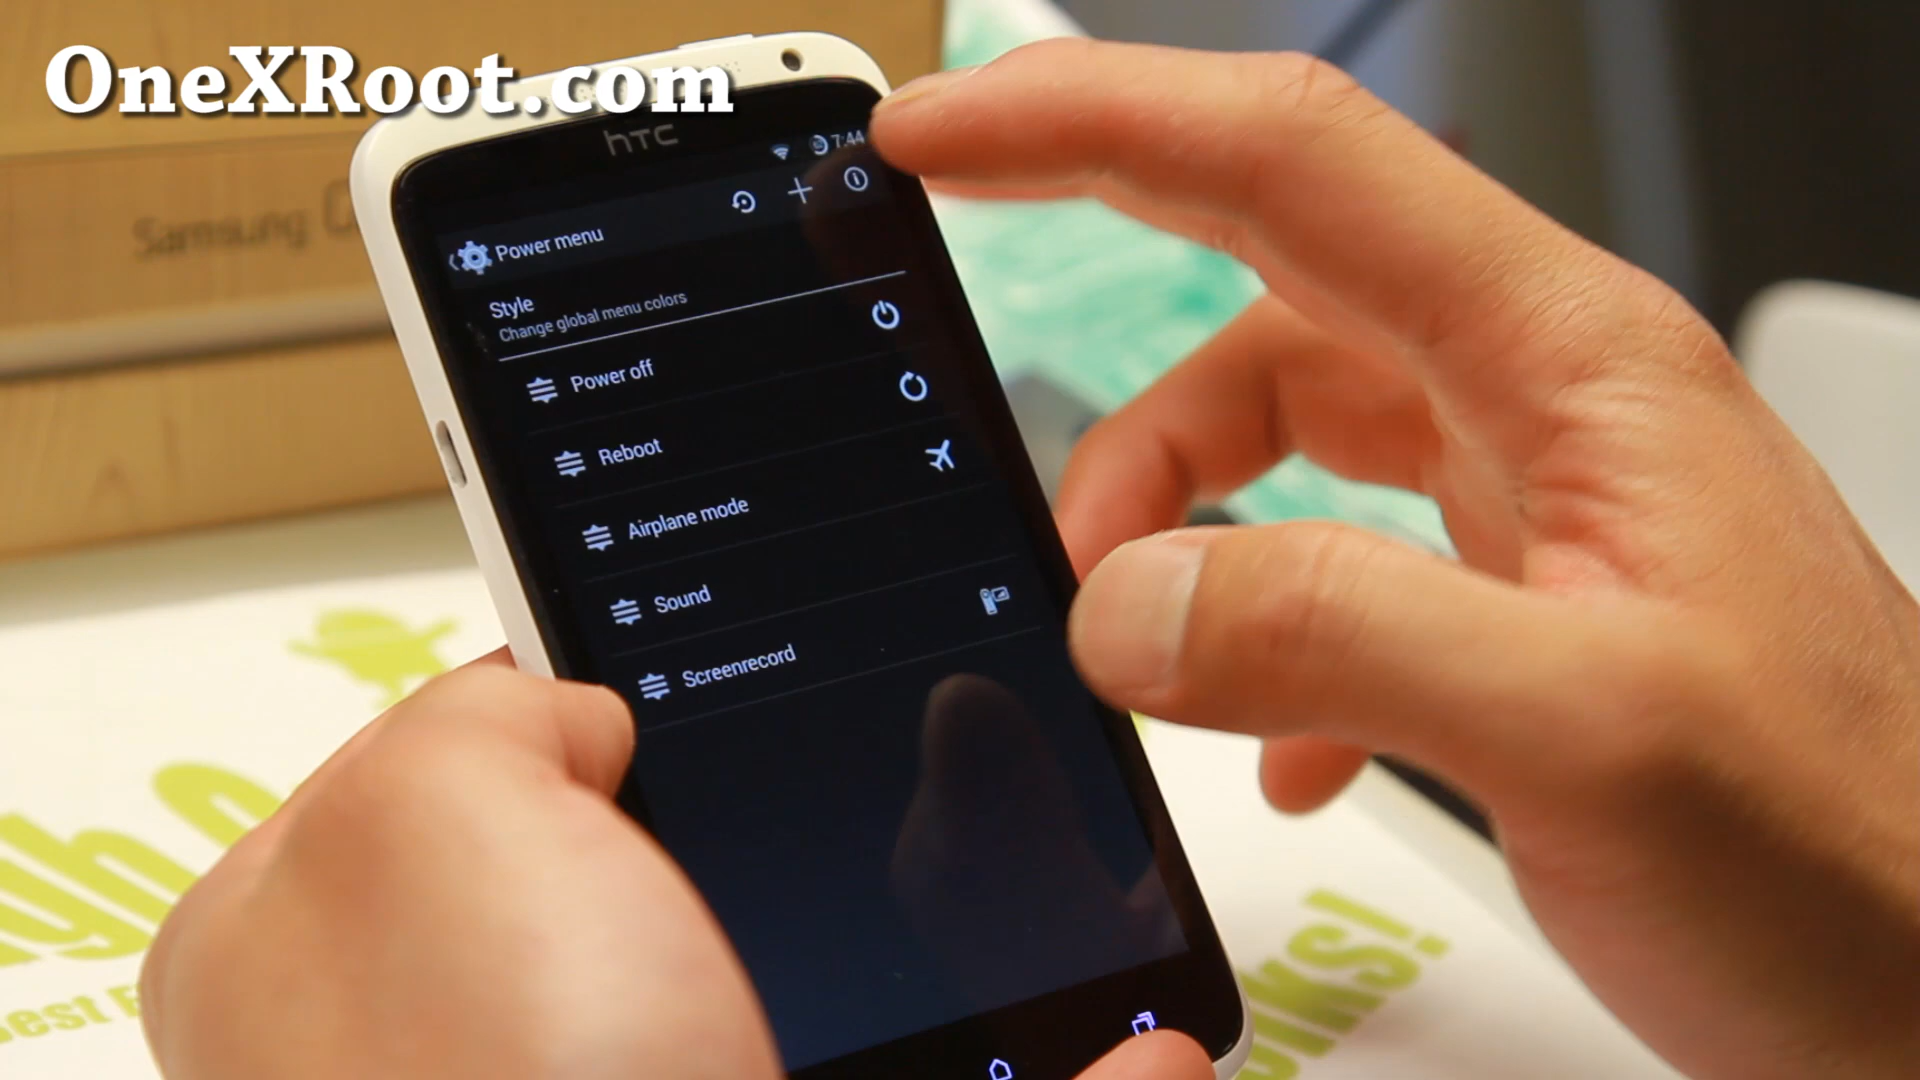 OneXRoot.com
hTC
7:44
Power menu
Style
Change global menu colors
Power off
Reboot
Airplane mode
Sound
Screenrecord
Samsung